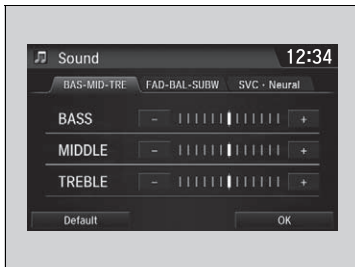 Sound 12:34
BAS-MID-TRE FAD-BAL-SUBW SVC · Neural
BASS - +
MIDDLE - +
TREBLE - +
Default OK